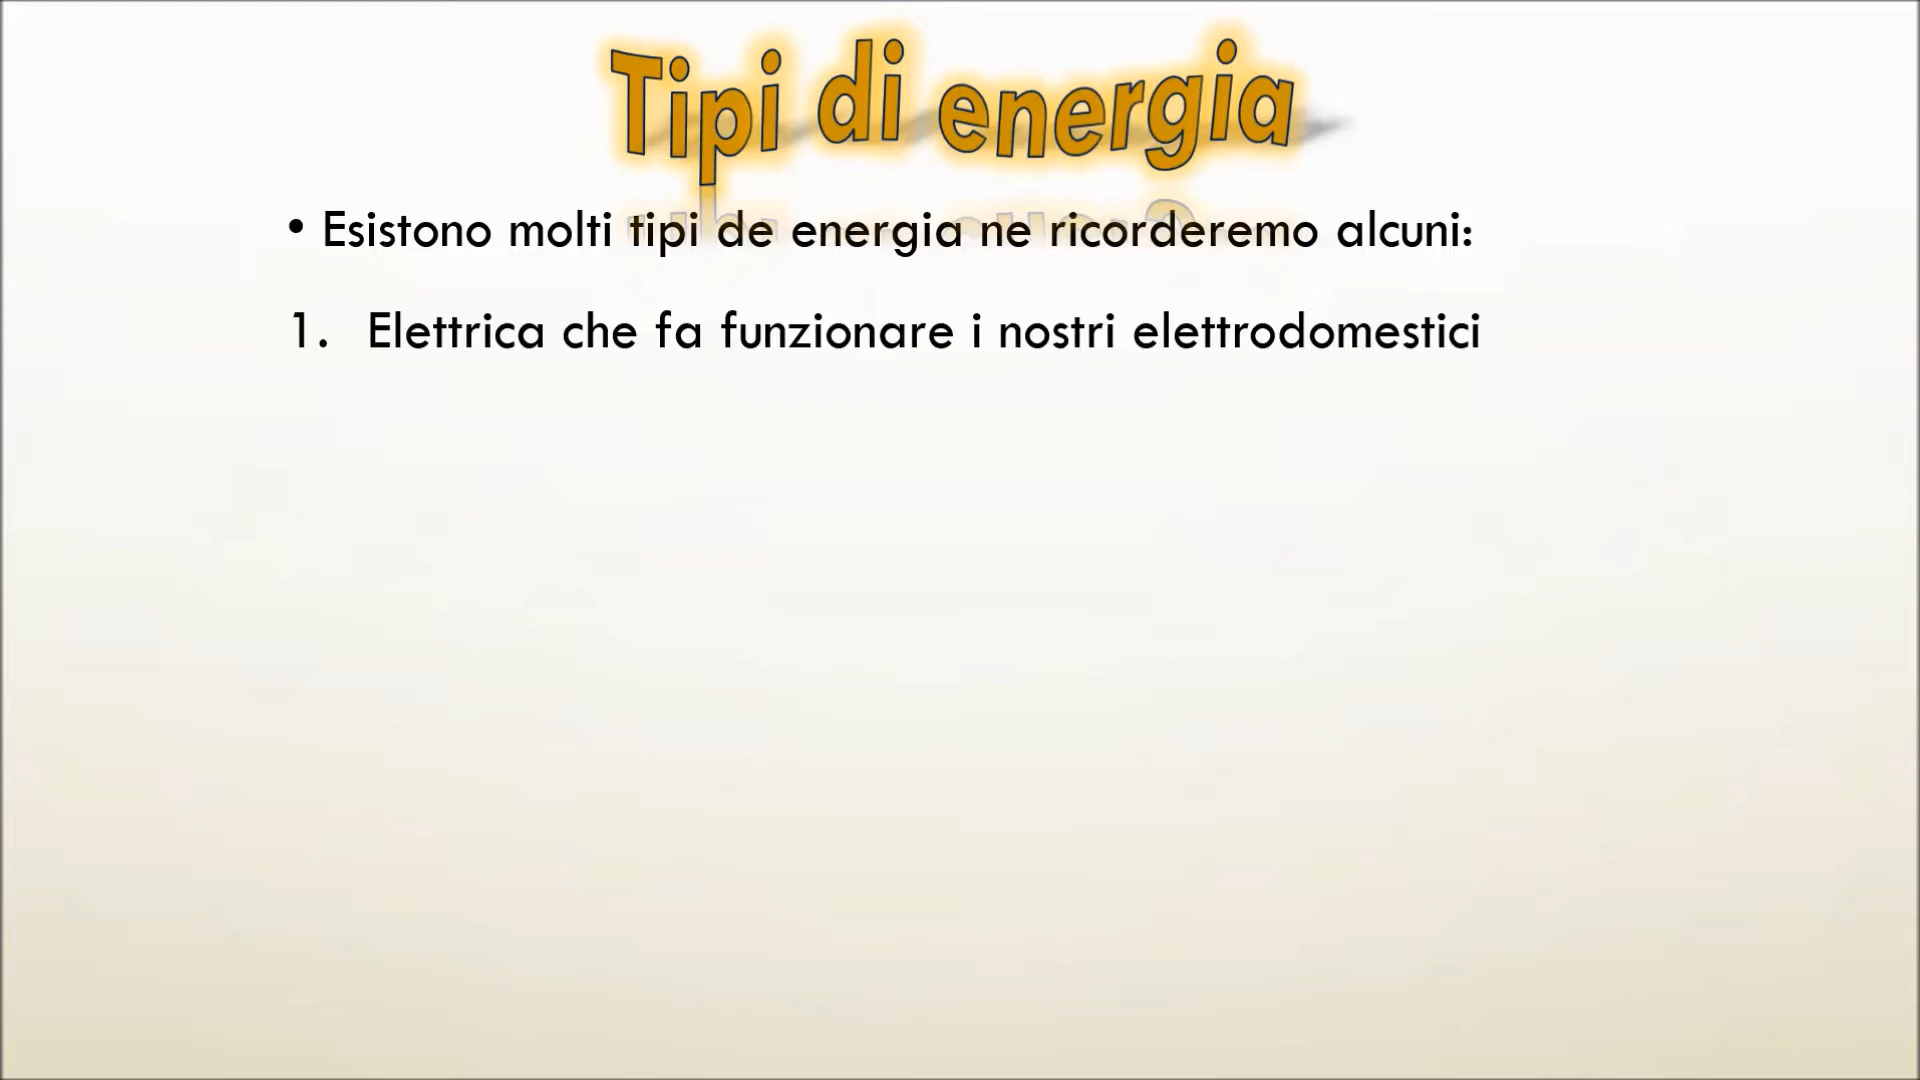 Tipi di energia
• Esistono molti tipi de energia ne ricorderemo alcuni:
1. Elettrica che fa funzionare i nostri elettrodomestici